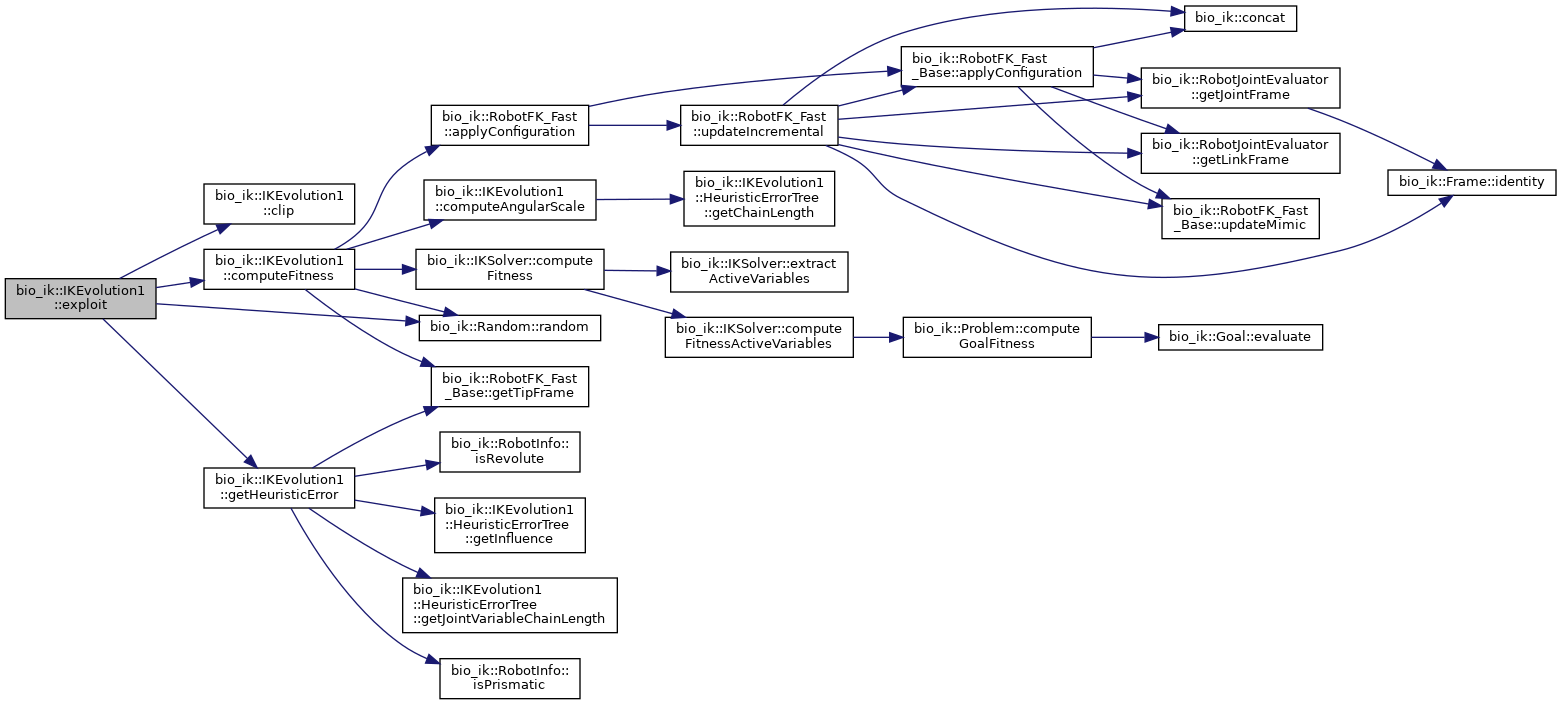 bio_ik::IKEvolution1
::exploit
bio_ik::IKEvolution1
::clip
bio_ik::IKEvolution1
::computeFitness
bio_ik::IKEvolution1
::getHeuristicError
bio_ik::RobotFK_Fast
::applyConfiguration
bio_ik::IKEvolution1
::computeAngularScale
bio_ik::IKSolver::compute
Fitness
bio_ik::Random::random
bio_ik::RobotFK_Fast
_Base::getTipFrame
bio_ik::RobotInfo::
isRevolute
bio_ik::IKEvolution1
::HeuristicErrorTree
::getInfluence
bio_ik::IKEvolution1
::HeuristicErrorTree
::getJointVariableChainLength
bio_ik::RobotInfo::
isPrismatic
bio_ik::RobotFK_Fast
::updateIncremental
bio_ik::IKEvolution1
::HeuristicErrorTree
::getChainLength
bio_ik::IKSolver::extract
ActiveVariables
bio_ik::IKSolver::compute
FitnessActiveVariables
bio_ik::RobotFK_Fast
_Base::applyConfiguration
bio_ik::Problem::compute
GoalFitness
bio_ik::concat
bio_ik::RobotJointEvaluator
::getJointFrame
bio_ik::RobotJointEvaluator
::getLinkFrame
bio_ik::RobotFK_Fast
_Base::updateMimic
bio_ik::Goal::evaluate
bio_ik::Frame::identity